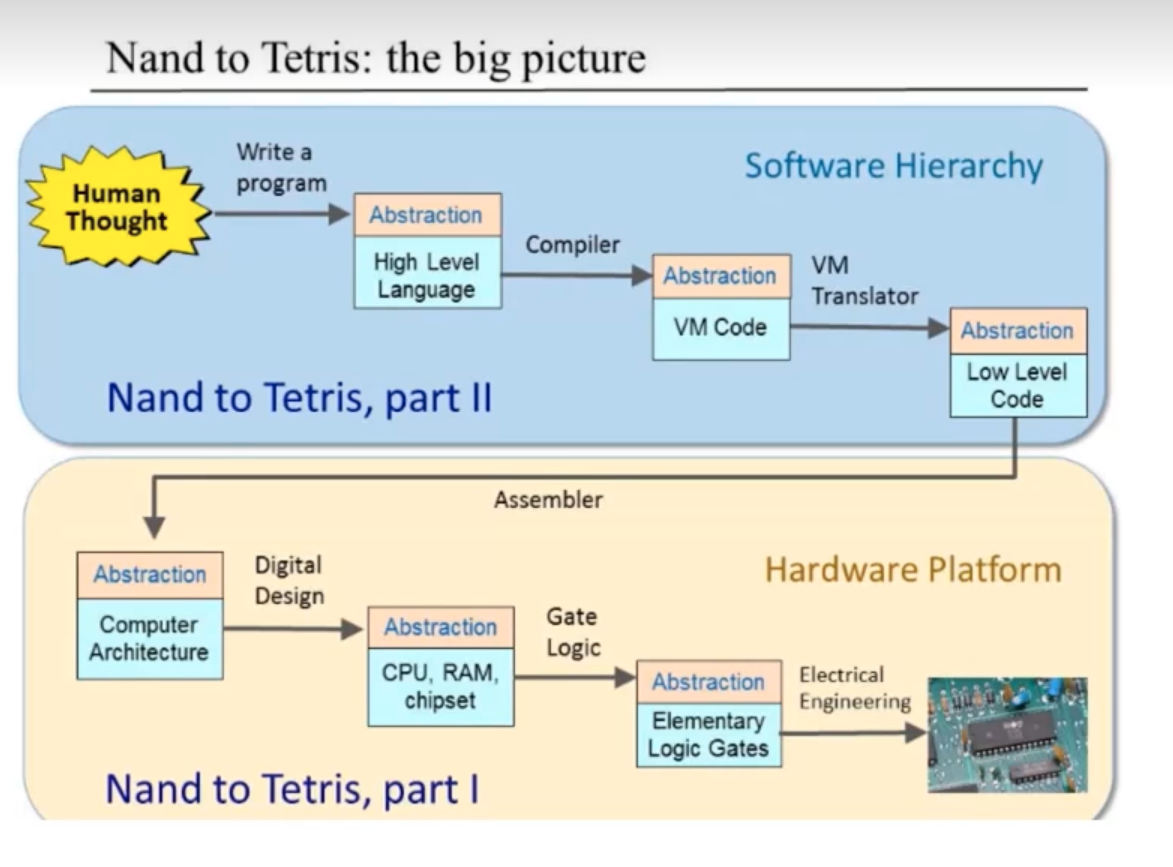 Nand to Tetris: the big picture
Software Hierarchy
Human
Thought
Write a
program
Abstraction
High Level
Language
Compiler
Abstraction
VM Code
VM
Translator
Abstraction
Low Level
Code
Nand to Tetris, part II
Assembler
Hardware Platform
Abstraction
Computer
Architecture
Digital
Design
Abstraction
CPU, RAM,
chipset
Gate
Logic
Abstraction
Elementary
Logic Gates
Electrical
Engineering
Nand to Tetris, part I